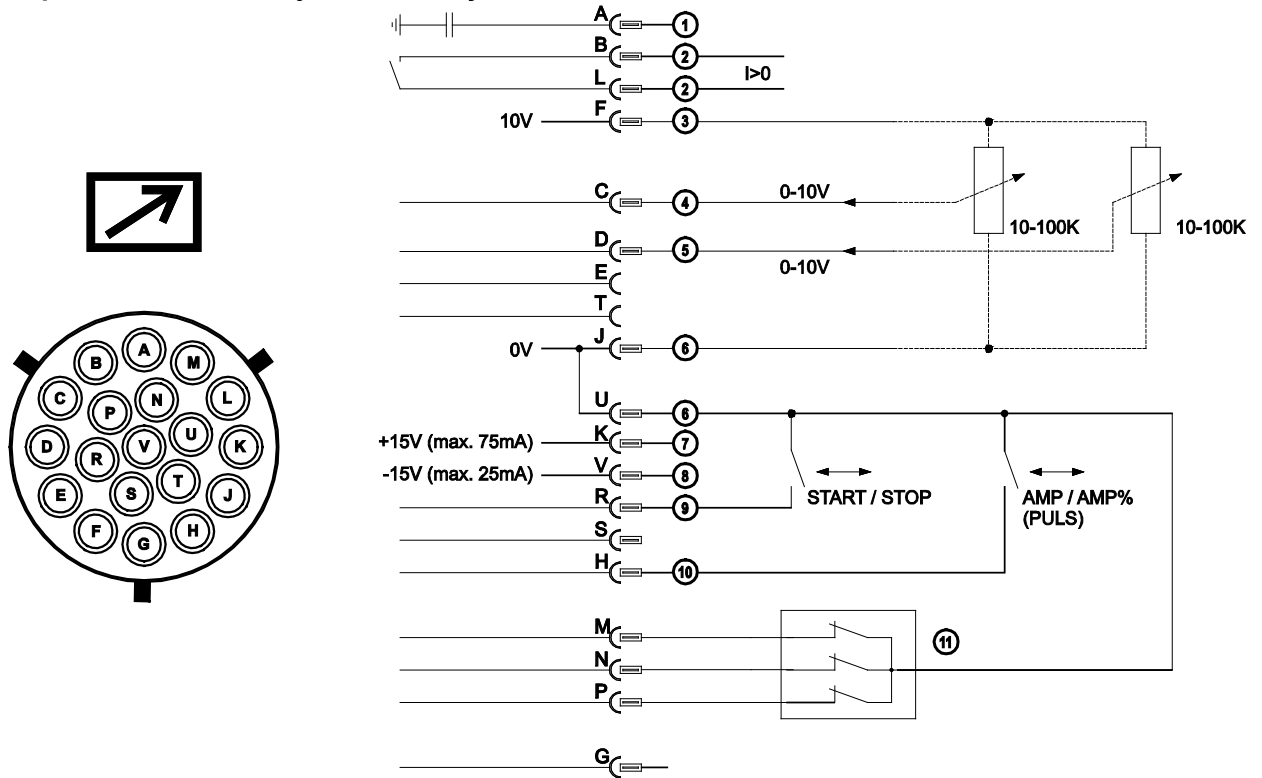 A 1
B 2
I>0
L 2
F
10V 3
C 4 0-10V
10-100K 10-100K
D 5
0-10V
E
T
J
0V 6
U 6
+15V (max. 75mA) K 7
-15V (max. 25mA) V 8
R 9 START / STOP AMP / AMP%
(PULS)
S
H 10
M 11
N
P
G
A
B M
C L
P N
D R V U K
E S T J
F H
G